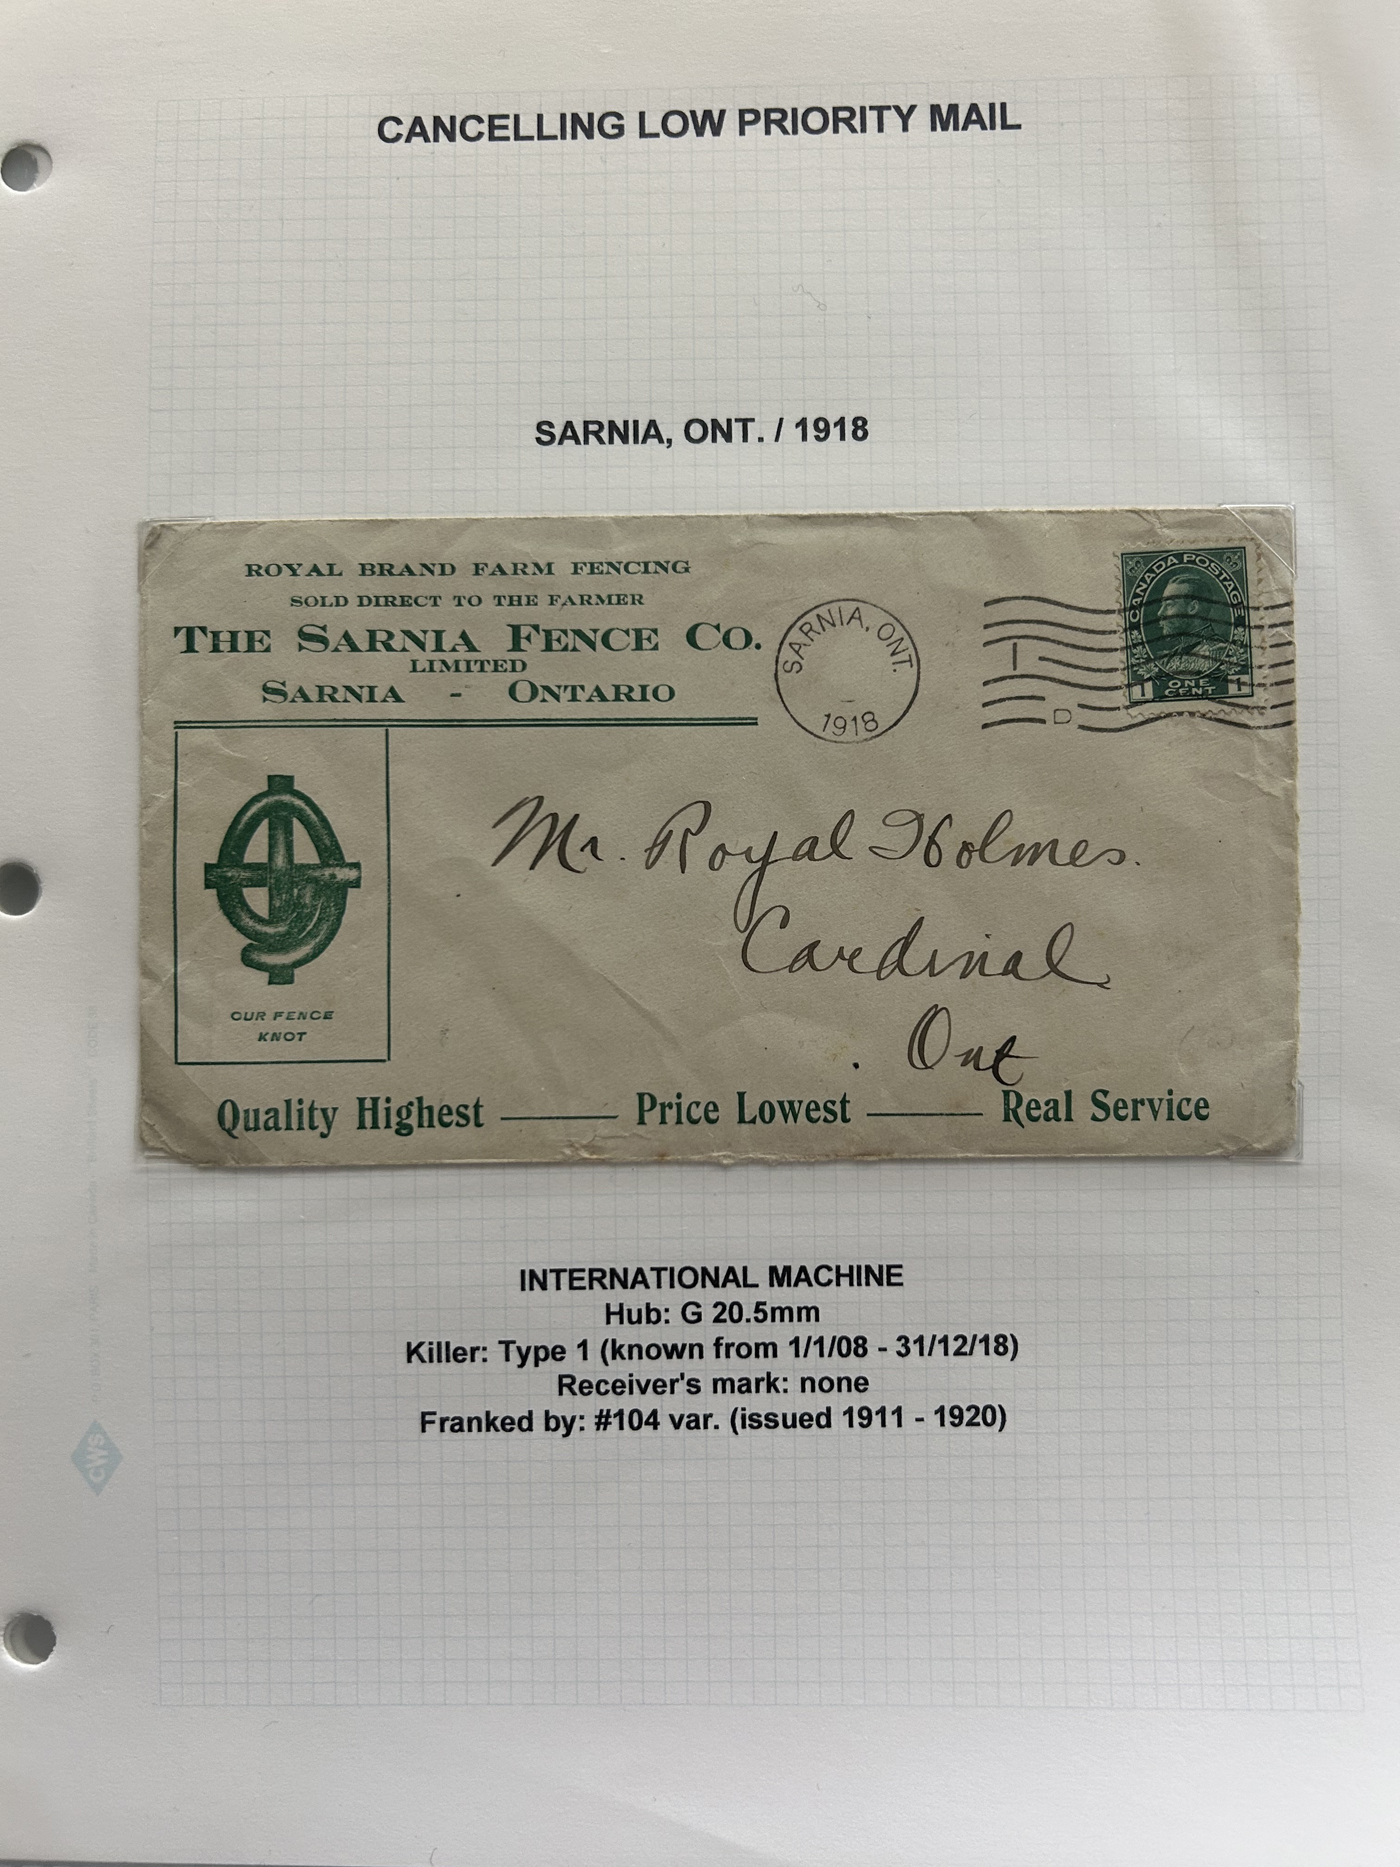 CANCELLING LOW PRIORITY MAIL
SARNIA, ONT. / 1918
ROYAL BRAND FARM FENCING
SOLD DIRECT TO THE FARMER
THE SARNIA FENCE CO.
LIMITED
SARNIA - ONTARIO
SARNIA, ONT.
1918
I
D
CANADA POSTAGE
1 ONE CENT 1
Mr. Royal Holmes.
Cardinal
Ont
OUR FENCE
KNOT
Quality Highest — Price Lowest — Real Service
INTERNATIONAL MACHINE
Hub: G 20.5mm
Killer: Type 1 (known from 1/1/08 - 31/12/18)
Receiver's mark: none
Franked by: #104 var. (issued 1911 - 1920)
CWS